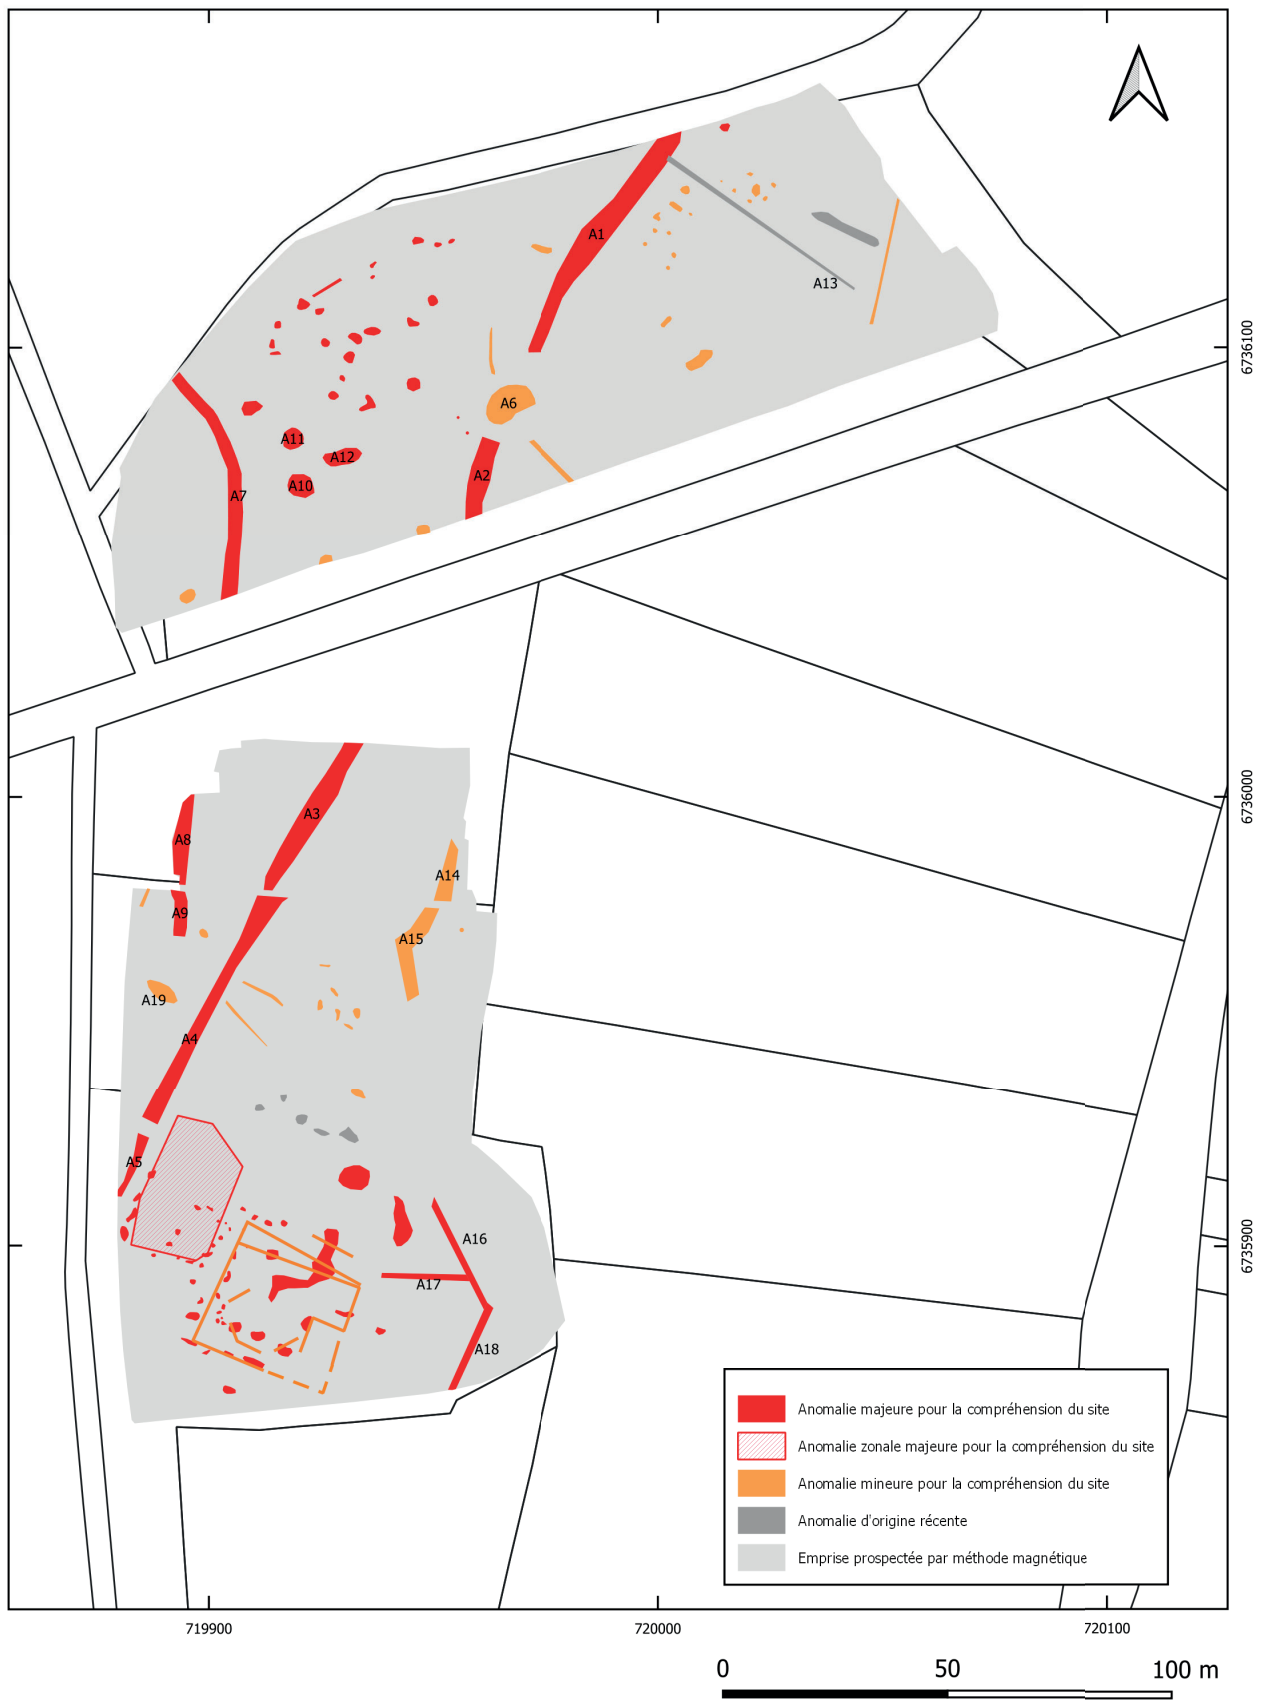 A1
A13
6736100
A6
A11
A12
A2
A10
A7
6736000
A3
A8
A14
A9
A15
A19
A4
A5
6735900
A16
A17
A18
Anomalie majeure pour la compréhension du site
Anomalie zonale majeure pour la compréhension du site
Anomalie mineure pour la compréhension du site
Anomalie d'origine récente
Emprise prospectée par méthode magnétique
719900 720000 720100
0 50 100 m